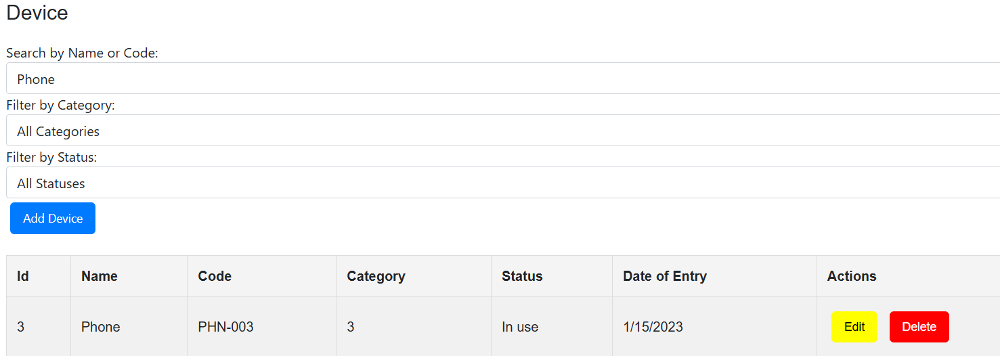 Device
Search by Name or Code:
Phone
Filter by Category:
All Categories
Filter by Status:
All Statuses
Add Device
Id Name Code Category Status Date of Entry Actions
3 Phone PHN-003 3 In use 1/15/2023 Edit Delete